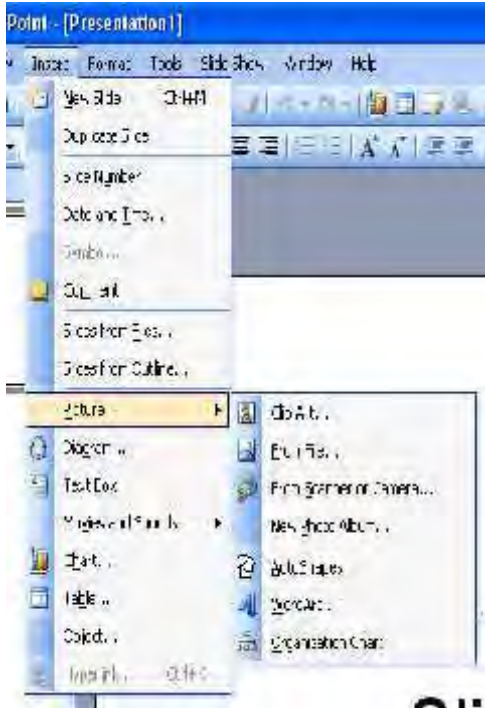 Point - [Presentation1]
Insert Format Tools Slide Show Window Help
New Slide Ctrl+M
Duplicate Slide
Slide Number
Date and Time...
Symbol...
Comment
Slides from Files...
Slides from Outline...
Picture
Clip Art...
From File...
From Scanner or Camera...
New Photo Album...
AutoShapes
WordArt...
Organization Chart
Diagram...
Text Box
Movies and Sounds
Chart...
Table...
Object...